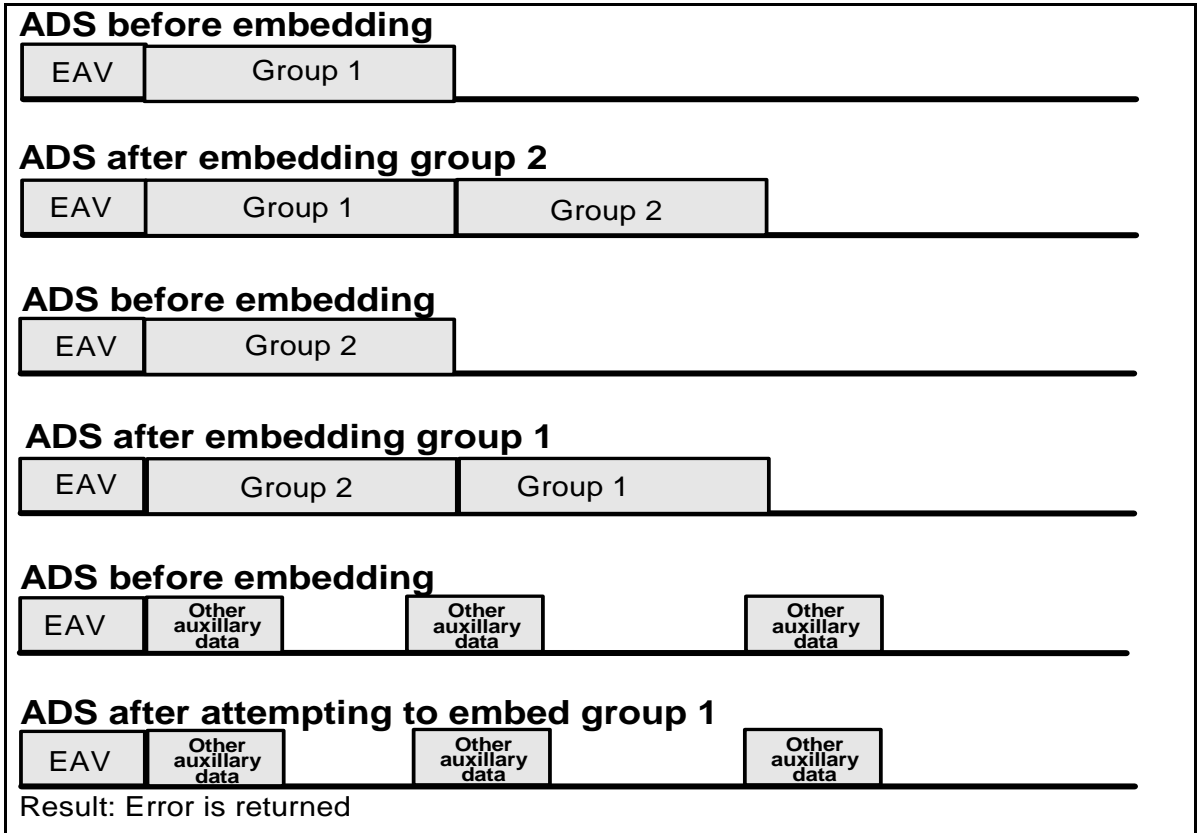 ADS before embedding
EAV Group 1
ADS after embedding group 2
EAV Group 1 Group 2
ADS before embedding
EAV Group 2
ADS after embedding group 1
EAV Group 2 Group 1
ADS before embedding
EAV
Other
auxillary
data
Other
auxillary
data
Other
auxillary
data
ADS after attempting to embed group 1
EAV
Other
auxillary
data
Other
auxillary
data
Other
auxillary
data
Result: Error is returned